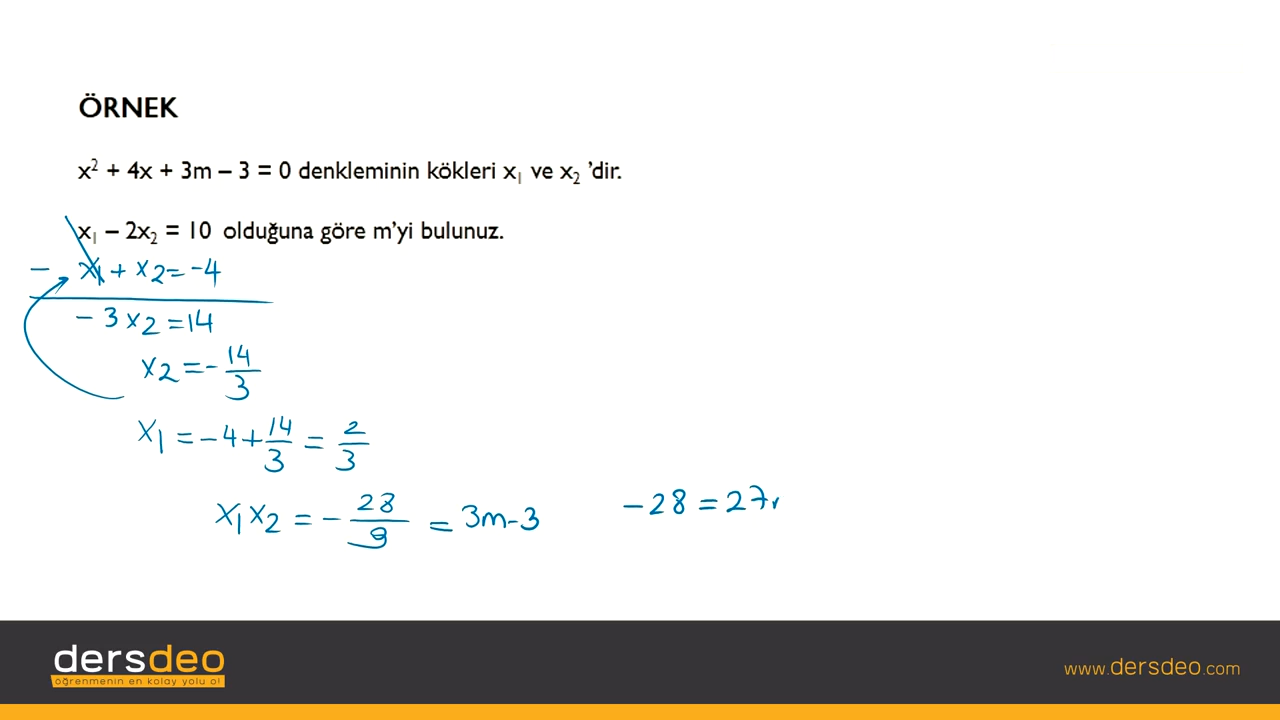 ÖRNEK
x² + 4x + 3m – 3 = 0 denkleminin kökleri x₁ ve x₂ 'dir.
x₁ – 2x₂ = 10 olduğuna göre m'yi bulunuz.
– x₁ + x₂ = -4
- 3x₂ = 14
x₂ = - 14/3
x₁ = -4 + 14/3 = 2/3
x₁x₂ = - 28/9 = 3m-3
-28 = 27
dersdeo
öğrenmenin en kolay yolu o!
www.dersdeo.com